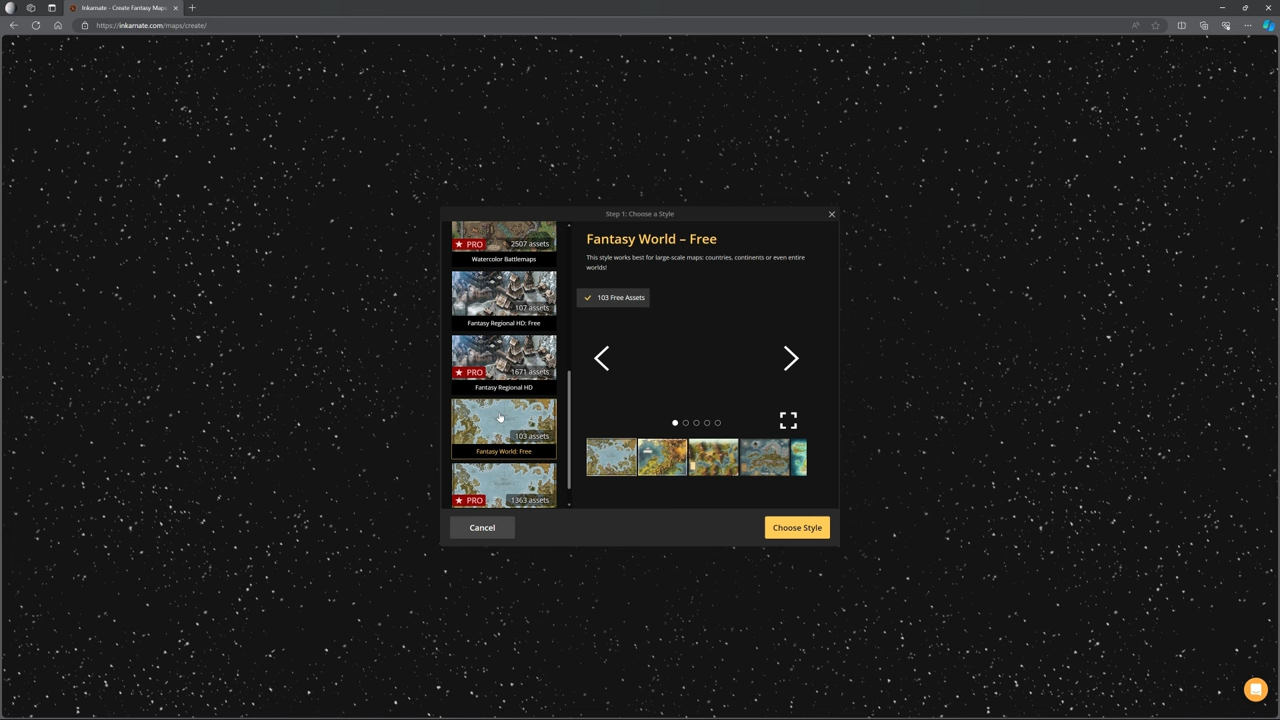 Inkarnate - Create Fantasy Maps
https://inkarnate.com/maps/create/
Step 1: Choose a Style
PRO
2507 assets
Watercolor Battlemaps
107 assets
Fantasy Regional HD: Free
PRO
1671 assets
Fantasy Regional HD
103 assets
Fantasy World: Free
PRO
1363 assets
Fantasy World – Free
This style works best for large-scale maps: countries, continents or even entire
worlds!
103 Free Assets
Cancel
Choose Style